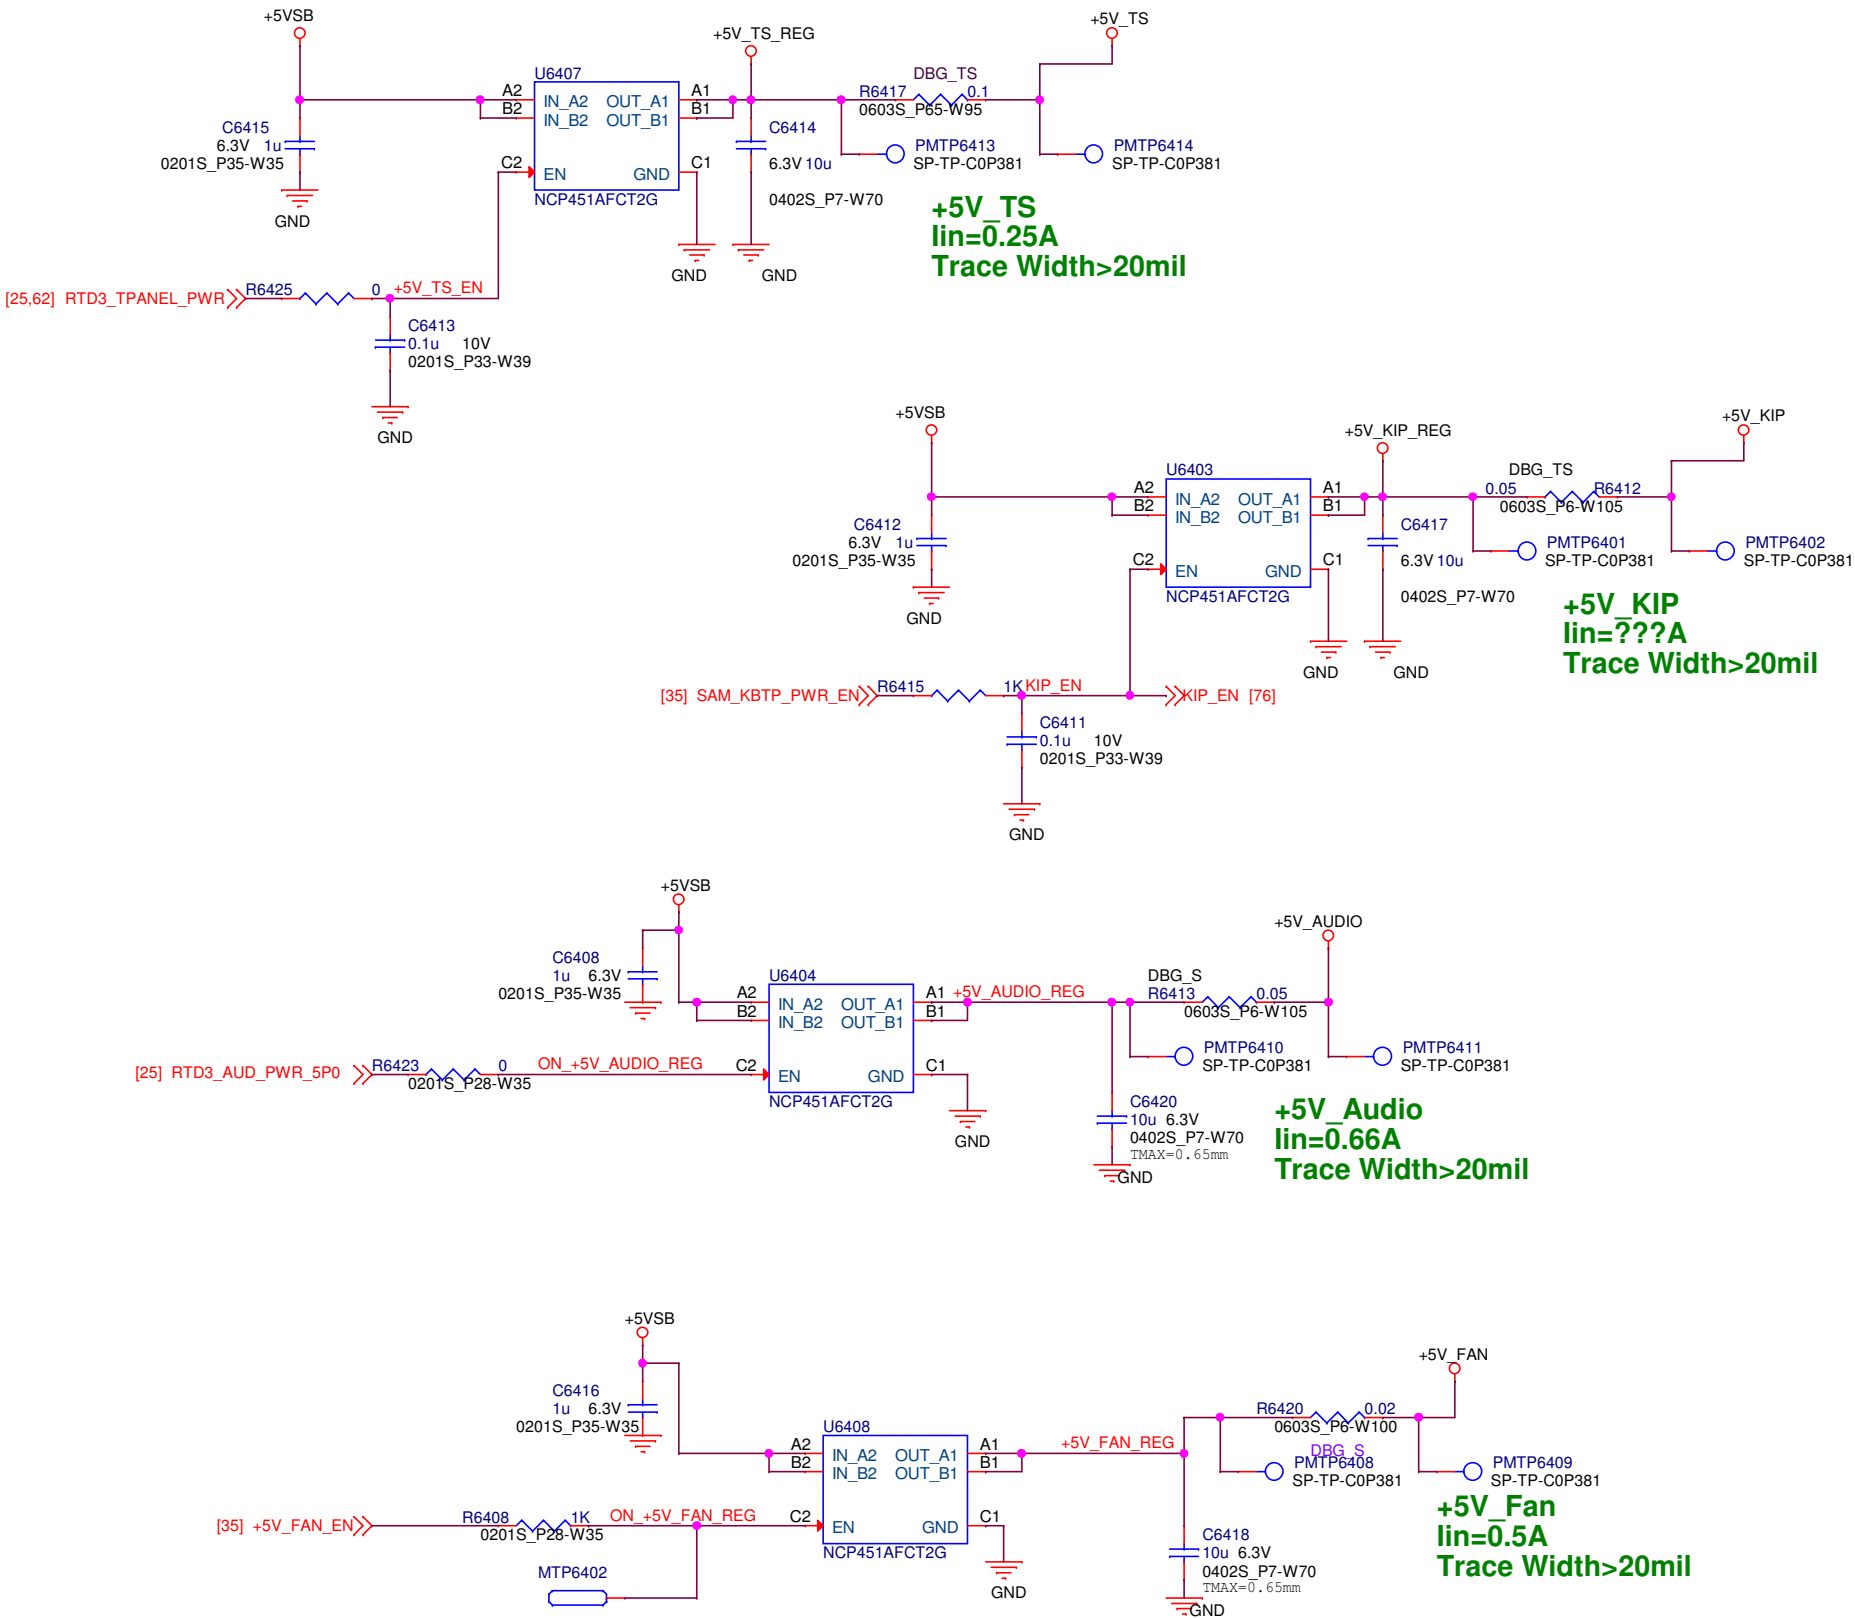 +5VSB
+5V_TS_REG
+5V_TS
U6407
A2
B2
IN_A2
IN_B2
OUT_A1
OUT_B1
A1
B1
C2
EN
GND
C1
NCP451AFCT2G
C6415
6.3V 1u
0201S_P35-W35
GND
C6414
6.3V 10u
0402S_P7-W70
GND
GND
DBG_TS
R6417 0.1
0603S_P65-W95
PMTP6413
SP-TP-C0P381
PMTP6414
SP-TP-C0P381
+5V_TS
Iin=0.25A
Trace Width>20mil
[25,62] RTD3_TPANEL_PWR
R6425 0
+5V_TS_EN
C6413
0.1u 10V
0201S_P33-W39
GND
+5VSB
+5V_KIP_REG
+5V_KIP
U6403
A2
B2
IN_A2
IN_B2
OUT_A1
OUT_B1
A1
B1
C2
EN
GND
C1
NCP451AFCT2G
C6412
6.3V 1u
0201S_P35-W35
GND
C6417
6.3V 10u
0402S_P7-W70
GND
GND
DBG_TS
0.05 R6412
0603S_P6-W105
PMTP6401
SP-TP-C0P381
PMTP6402
SP-TP-C0P381
+5V_KIP
Iin=???A
Trace Width>20mil
[35] SAM_KBTP_PWR_EN
R6415 1K
KIP_EN
KIP_EN [76]
C6411
0.1u 10V
0201S_P33-W39
GND
+5VSB
+5V_AUDIO
C6408
1u 6.3V
0201S_P35-W35
U6404
A2
B2
IN_A2
IN_B2
OUT_A1
OUT_B1
A1
B1
C2
EN
GND
C1
NCP451AFCT2G
GND
+5V_AUDIO_REG
DBG_S
R6413 0.05
0603S_P6-W105
PMTP6410
SP-TP-C0P381
PMTP6411
SP-TP-C0P381
[25] RTD3_AUD_PWR_5P0
R6423 0
0201S_P28-W35
ON_+5V_AUDIO_REG
C6420
10u 6.3V
0402S_P7-W70
TMAX=0.65mm
GND
+5V_Audio
Iin=0.66A
Trace Width>20mil
+5VSB
+5V_FAN
C6416
1u 6.3V
0201S_P35-W35
U6408
A2
B2
IN_A2
IN_B2
OUT_A1
OUT_B1
A1
B1
C2
EN
GND
C1
NCP451AFCT2G
GND
+5V_FAN_REG
R6420 0.02
0603S_P6-W100
DBG_S
PMTP6408
SP-TP-C0P381
PMTP6409
SP-TP-C0P381
[35] +5V_FAN_EN
R6408 1K
0201S_P28-W35
ON_+5V_FAN_REG
MTP6402
C6418
10u 6.3V
0402S_P7-W70
TMAX=0.65mm
GND
+5V_Fan
Iin=0.5A
Trace Width>20mil